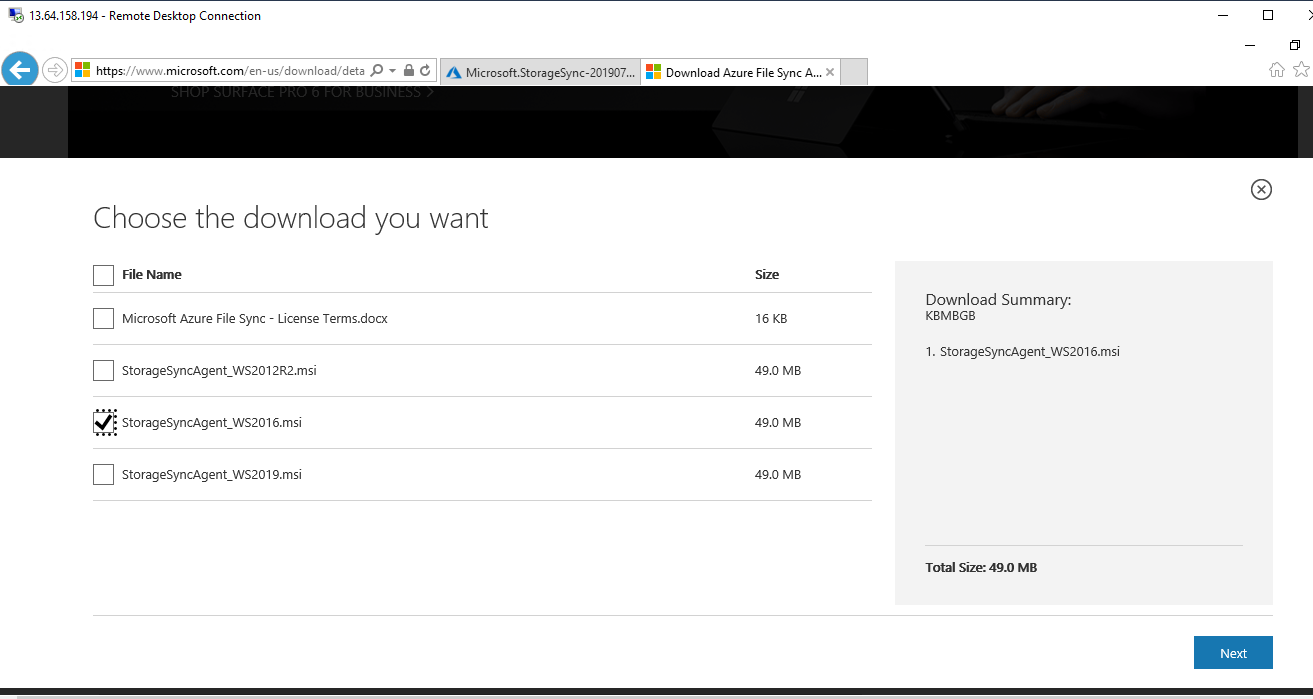 13.64.158.194 - Remote Desktop Connection
https://www.microsoft.com/en-us/download/deta
Microsoft.StorageSync-201907...
Download Azure File Sync A...
SHOP SURFACE PRO 6 FOR BUSINESS >
Choose the download you want
File Name Size
Microsoft Azure File Sync - License Terms.docx 16 KB
StorageSyncAgent_WS2012R2.msi 49.0 MB
StorageSyncAgent_WS2016.msi 49.0 MB
StorageSyncAgent_WS2019.msi 49.0 MB
Download Summary:
KBMBGB
1. StorageSyncAgent_WS2016.msi
Total Size: 49.0 MB
Next